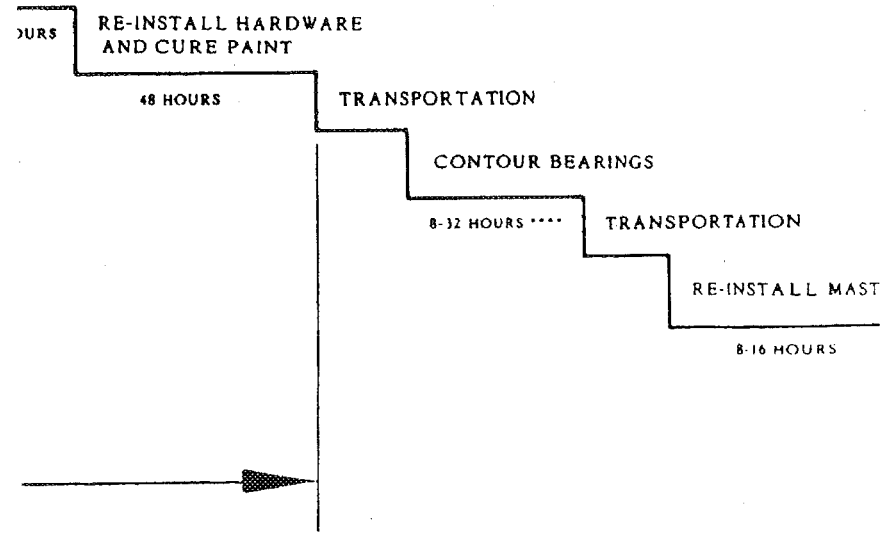 RE-INSTALL HARDWARE
AND CURE PAINT
48 HOURS
TRANSPORTATION
CONTOUR BEARINGS
8-32 HOURS ****
TRANSPORTATION
RE-INSTALL MAST
8-16 HOURS